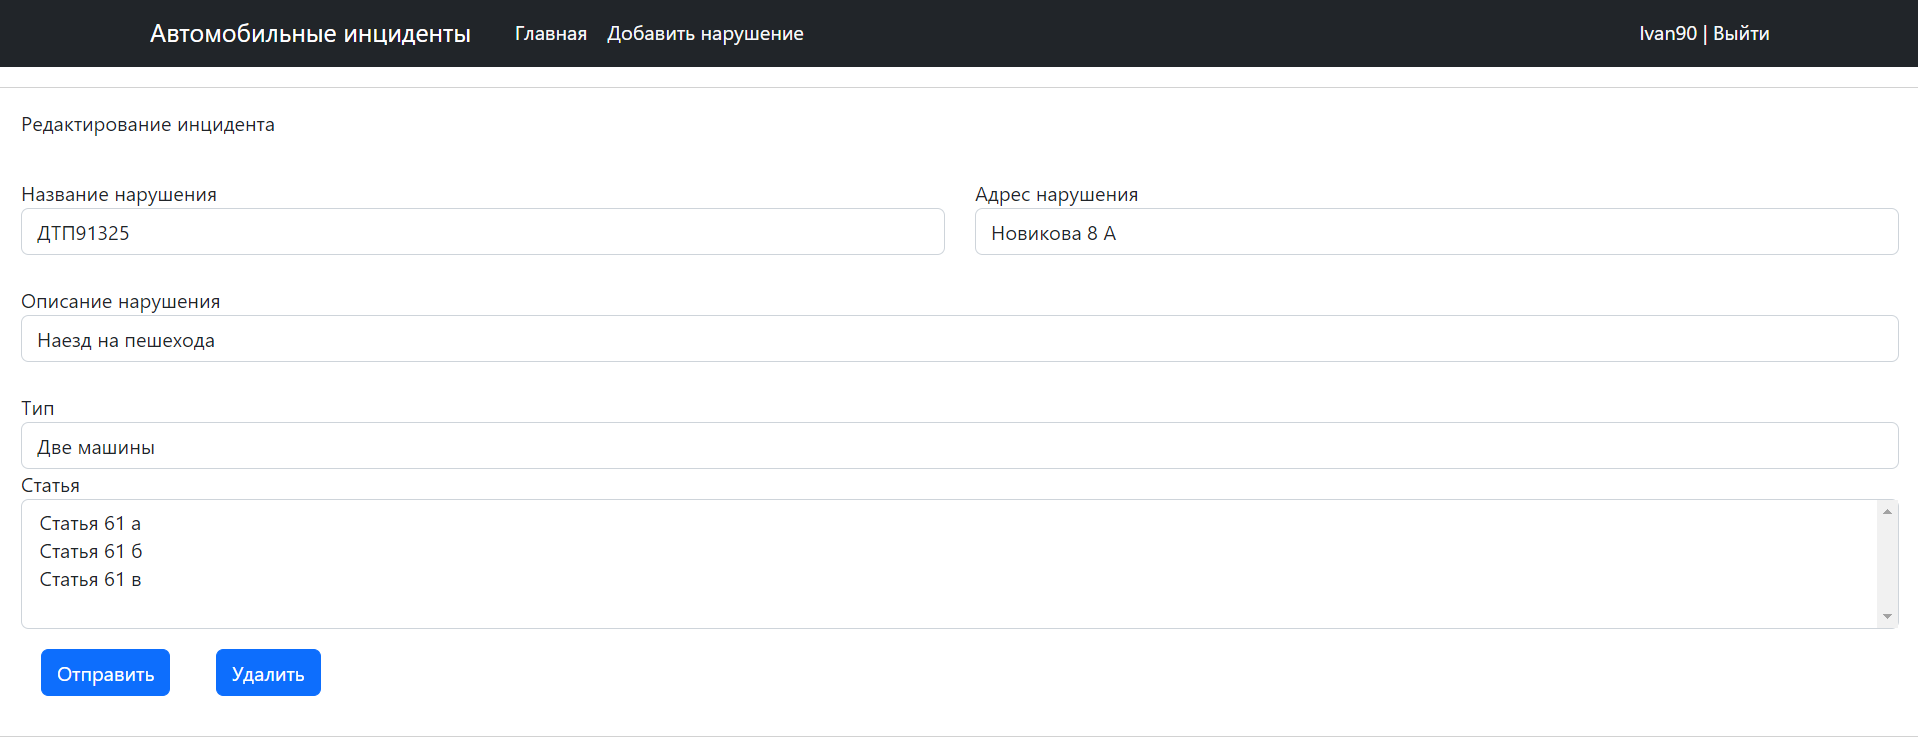 Автомобильные инциденты Главная Добавить нарушение Ivan90 | Выйти
Редактирование инцидента
Название нарушения Адрес нарушения
ДТП91325 Новикова 8 А
Описание нарушения
Наезд на пешехода
Тип
Две машины
Статья
Статья 61 а
Статья 61 б
Статья 61 в
Отправить Удалить